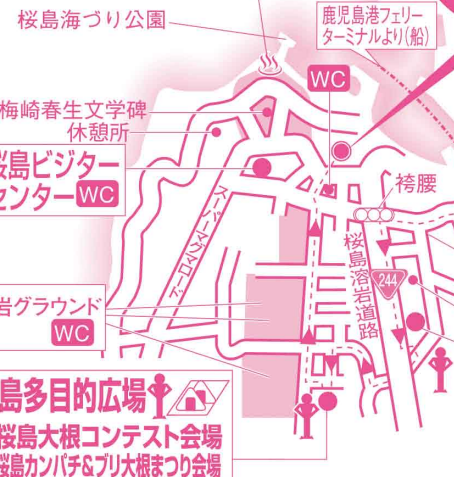 桜島海づり公園
鹿児島港フェリー
ターミナルより(船)
WC
梅崎春生文学碑
休憩所
桜島ビジター
センター WC
袴腰
スーパーマグマロード
桜島溶岩道路
244
岩グラウンド
WC
島多目的広場
桜島大根コンテスト会場
桜島カンパチ&ブリ大根まつり会場